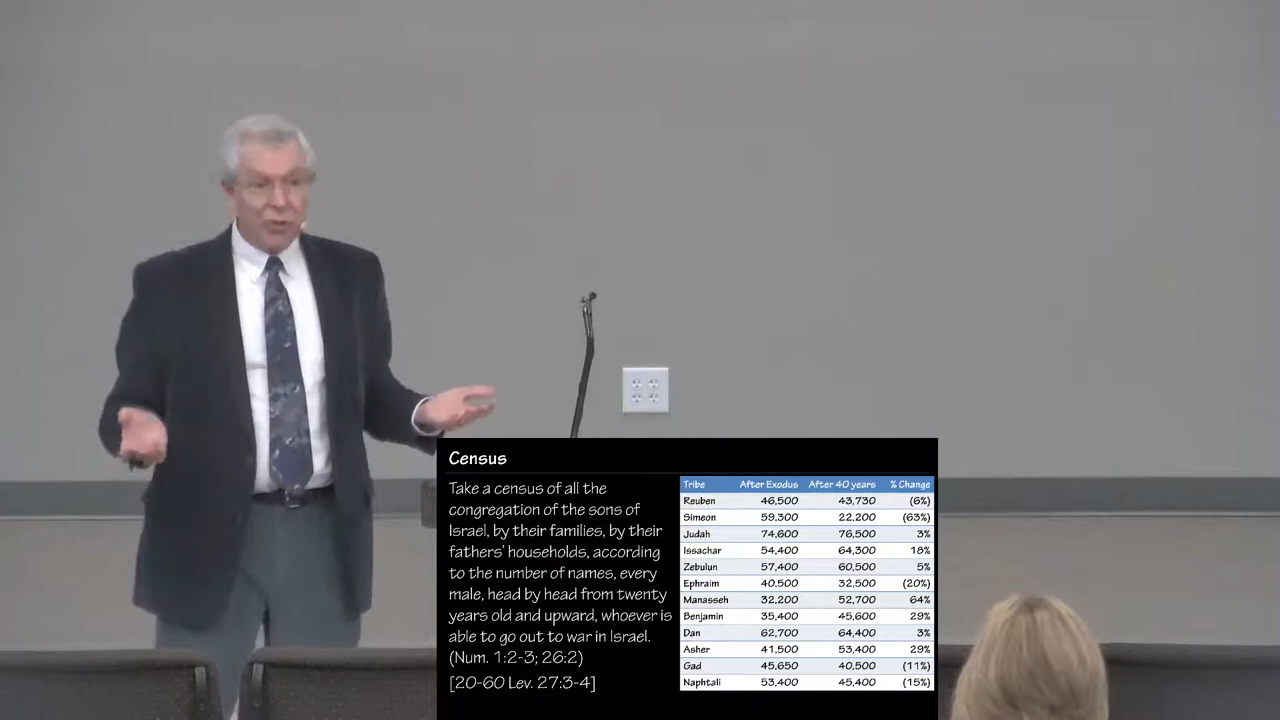 Census
Take a census of all the
congregation of the sons of
Israel, by their families, by their
fathers' households, according
to the number of names, every
male, head by head from twenty
years old and upward, whoever is
able to go out to war in Israel.
(Num. 1:2-3; 26:2)
[20-60 Lev. 27:3-4]
Tribe After Exodus After 40 years % Change
Reuben 46,500 43,730 (6%)
Simeon 59,300 22,200 (63%)
Judah 74,600 76,500 3%
Issachar 54,400 64,300 18%
Zebulun 57,400 60,500 5%
Ephraim 40,500 32,500 (20%)
Manasseh 32,200 52,700 64%
Benjamin 35,400 45,600 29%
Dan 62,700 64,400 3%
Asher 41,500 53,400 29%
Gad 45,650 40,500 (11%)
Naphtali 53,400 45,400 (15%)